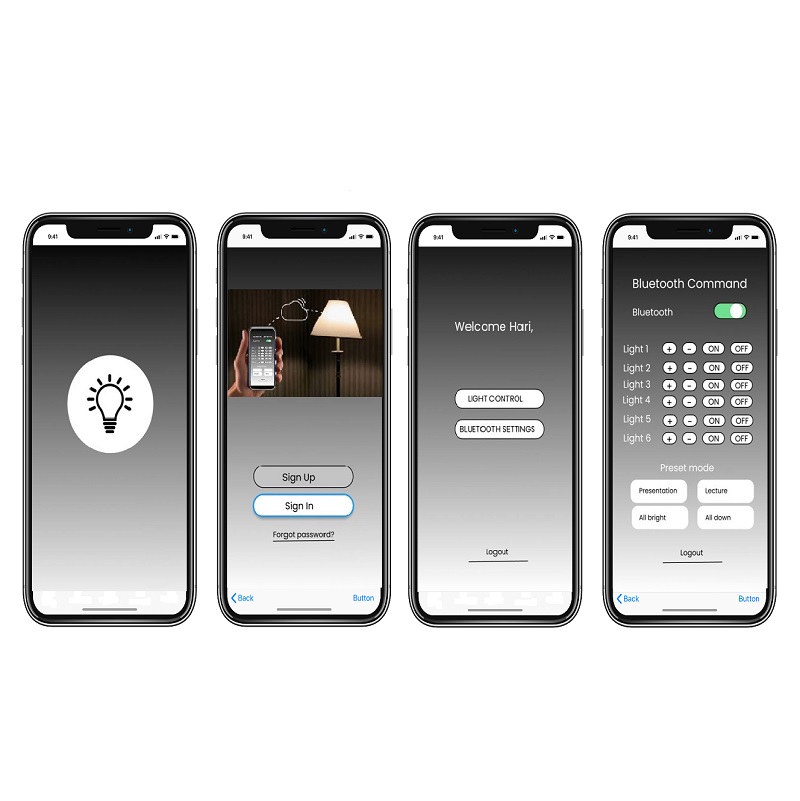 9:41
9:41
Sign Up
Sign In
Forgot password?
Back Button
9:41
Welcome Hari,
LIGHT CONTROL
BLUETOOTH SETTINGS
Logout
9:41
Bluetooth Command
Bluetooth
Light 1 + - ON OFF
Light 2 + - ON OFF
Light 3 + - ON OFF
Light 4 + - ON OFF
Light 5 + - ON OFF
Light 6 + - ON OFF
Preset mode
Presentation Lecture
All bright All down
Logout
Back Button